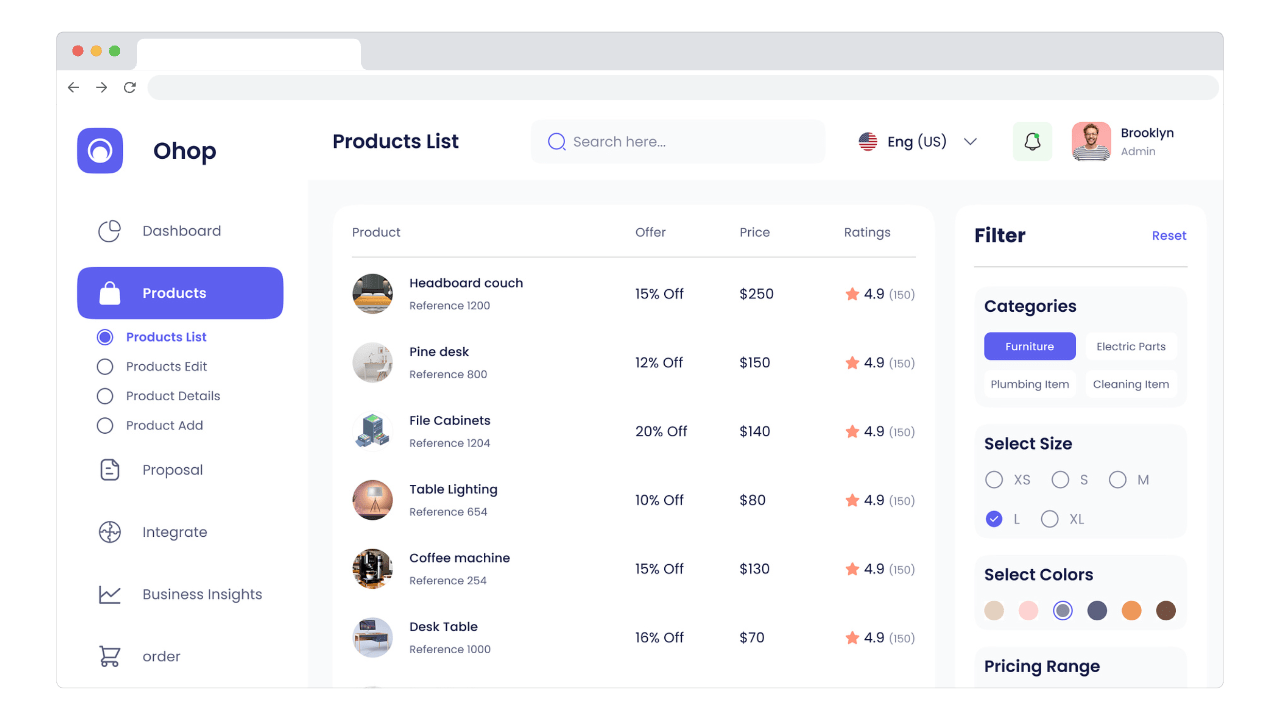 Ohop
Products List
Search here...
Eng (US)
Brooklyn
Admin
Dashboard
Products
Products List
Products Edit
Product Details
Product Add
Proposal
Integrate
Business Insights
order
Product Offer Price Ratings
Headboard couch
Reference 1200
15% Off $250 4.9 (150)
Pine desk
Reference 800
12% Off $150 4.9 (150)
File Cabinets
Reference 1204
20% Off $140 4.9 (150)
Table Lighting
Reference 654
10% Off $80 4.9 (150)
Coffee machine
Reference 254
15% Off $130 4.9 (150)
Desk Table
Reference 1000
16% Off $70 4.9 (150)
Filter Reset
Categories
Furniture Electric Parts
Plumbing Item Cleaning Item
Select Size
XS S M
L XL
Select Colors
Pricing Range